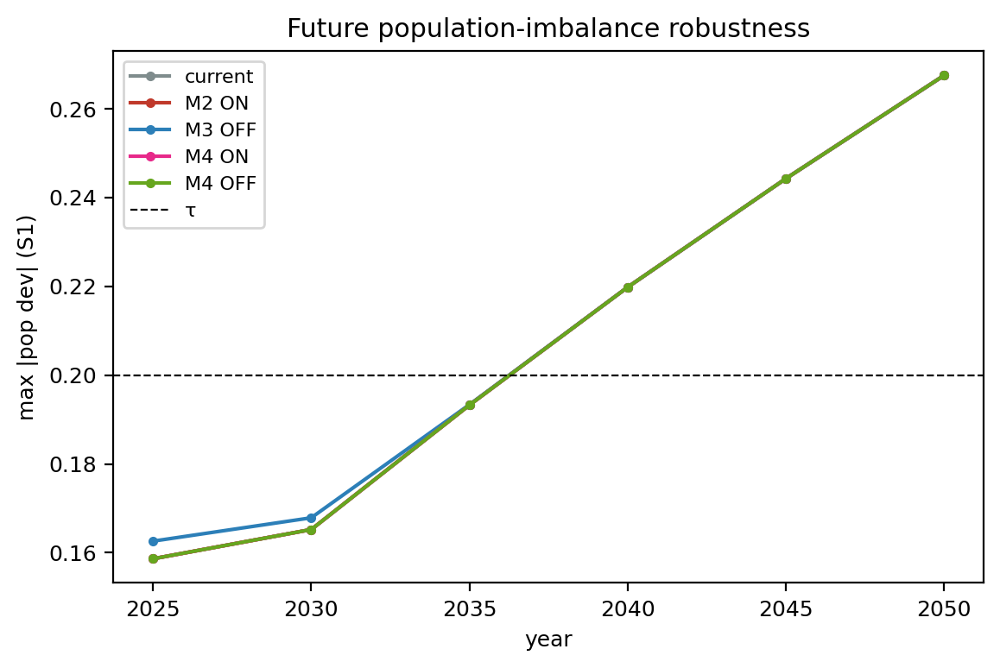 Future population-imbalance robustness
current
M2 ON
M3 OFF
M4 ON
M4 OFF
τ
max |pop dev| (S1)
0.26
0.24
0.22
0.20
0.18
0.16
2025 2030 2035 2040 2045 2050
year